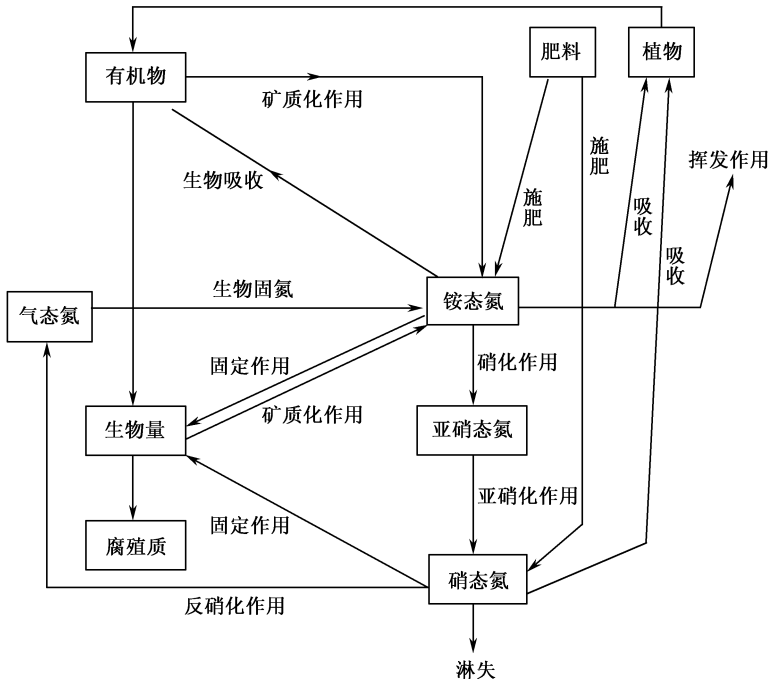 有机物
肥料
植物
矿质化作用
施肥
挥发作用
生物吸收
施肥
吸收
吸收
生物固氮
铵态氮
气态氮
固定作用
硝化作用
矿质化作用
生物量
亚硝态氮
亚硝化作用
固定作用
腐殖质
硝态氮
反硝化作用
淋失